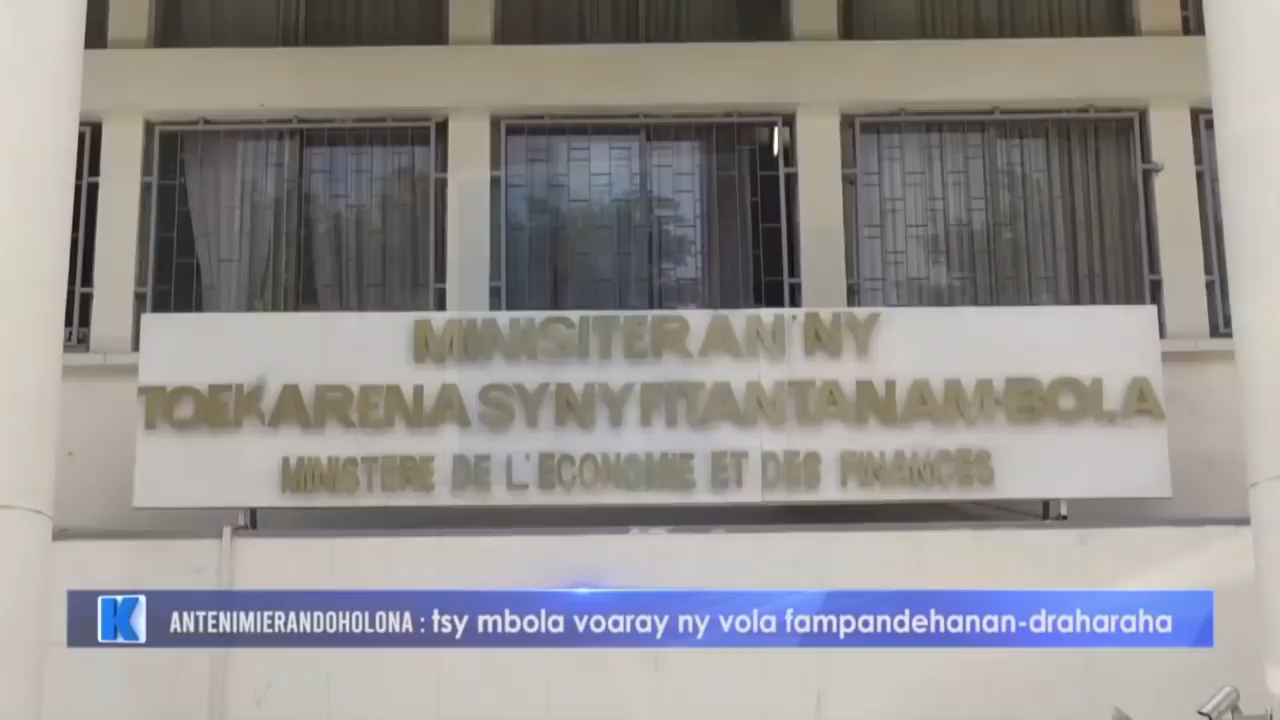 MINISITERAN'NY
TOEKARENA SY NY FITANTANAM-BOLA
MINISTERE DE L'ECONOMIE ET DES FINANCES
K ANTENIMIERANDOHOLONA : tsy mbola voaray ny vola fampandehanan-draharaha